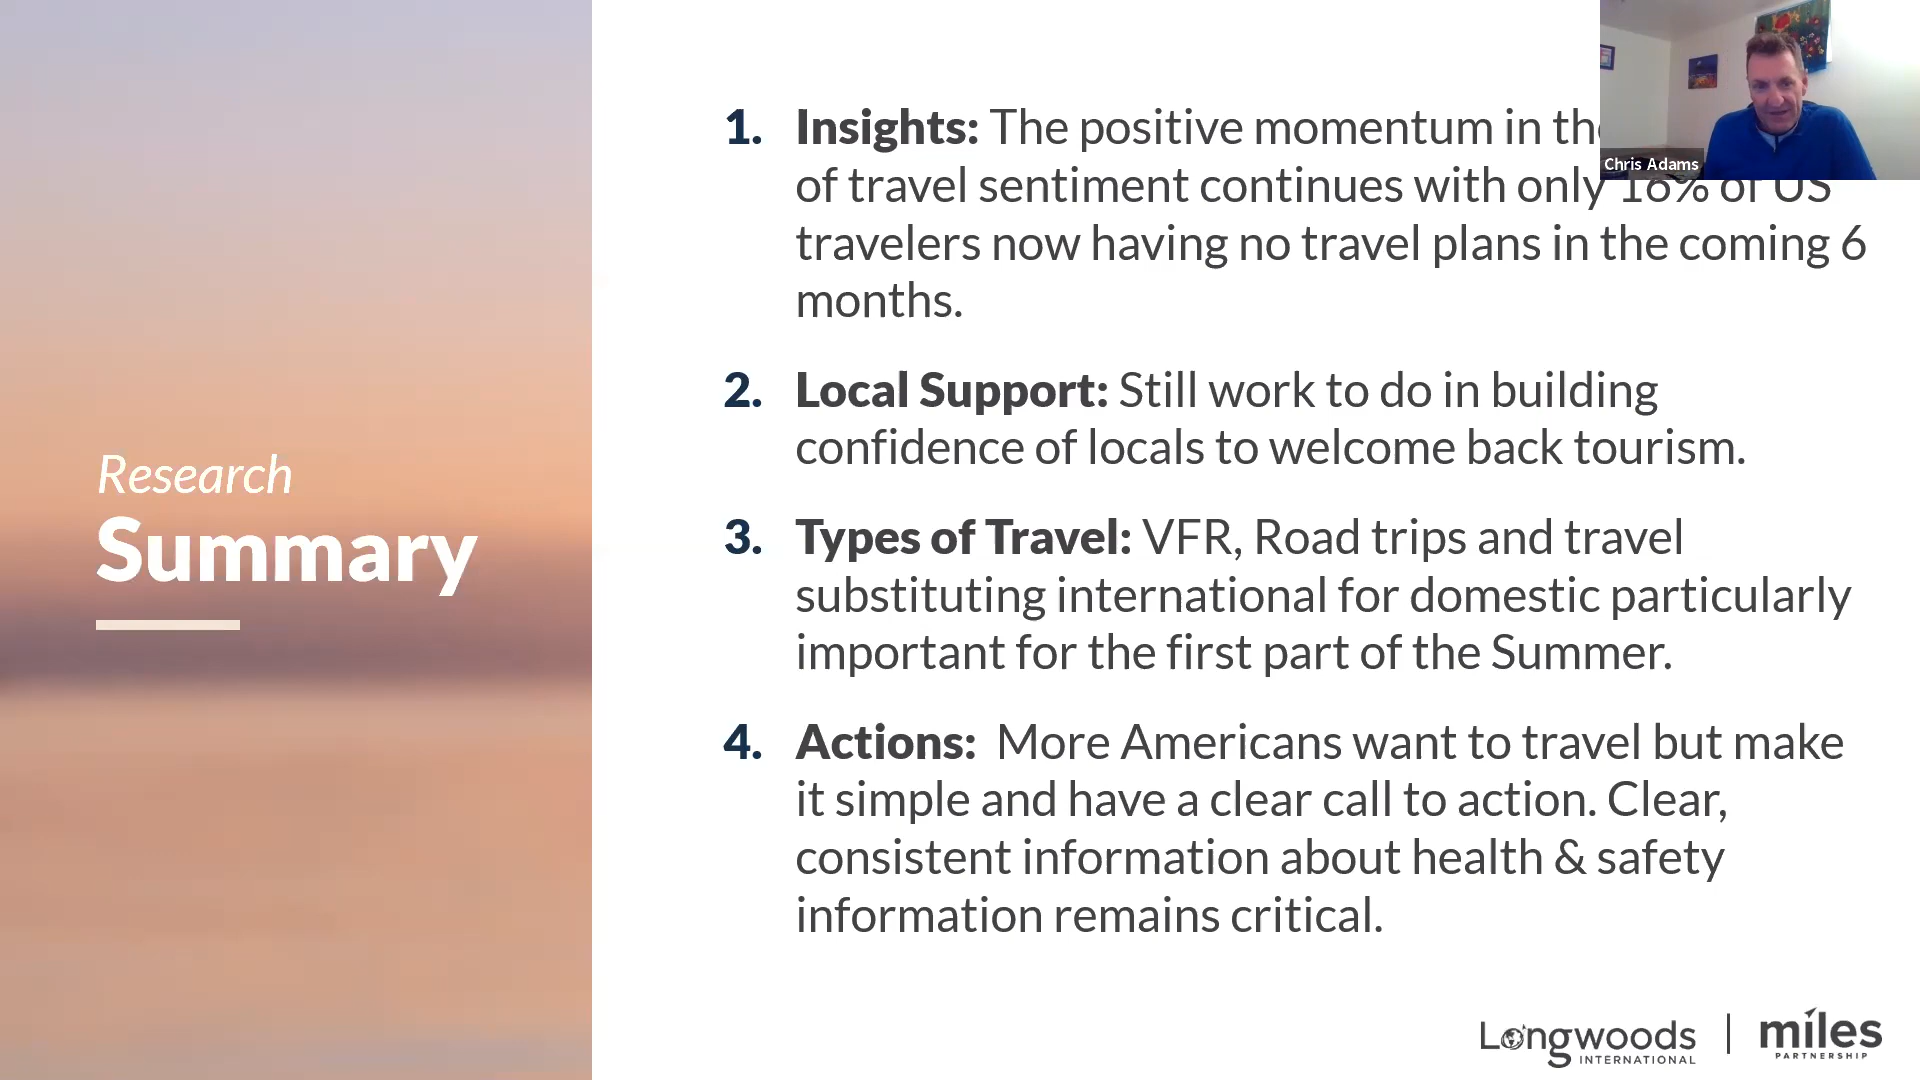 Research
Summary
1. Insights: The positive momentum in the
of travel sentiment continues with only 16% of US
travelers now having no travel plans in the coming 6
months.
2. Local Support: Still work to do in building
confidence of locals to welcome back tourism.
3. Types of Travel: VFR, Road trips and travel
substituting international for domestic particularly
important for the first part of the Summer.
4. Actions: More Americans want to travel but make
it simple and have a clear call to action. Clear,
consistent information about health & safety
information remains critical.
Chris Adams
Longwoods
INTERNATIONAL
miles
PARTNERSHIP